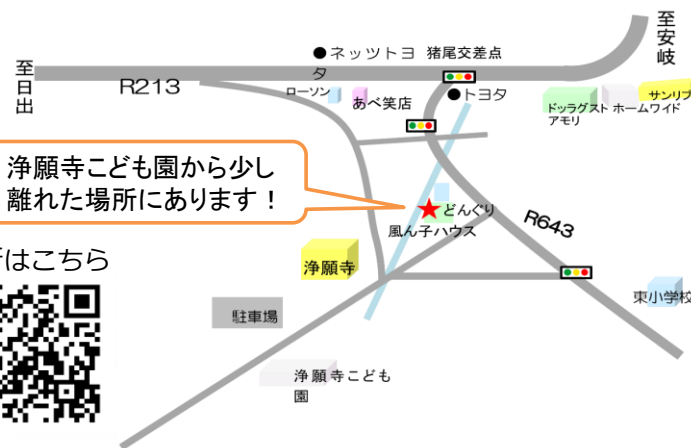 至安岐
●ネッツトヨ
タ
猪尾交差点
至日出
R213
ローソン
あべ笑店
●トヨタ
ドッラグスト
アモリ
ホームワイド
サンリブ
浄願寺こども園から少し
離れた場所にあります！
どんぐり
風ん子ハウス
R643
はこちら
浄願寺
駐車場
東小学校
浄願寺こども
園